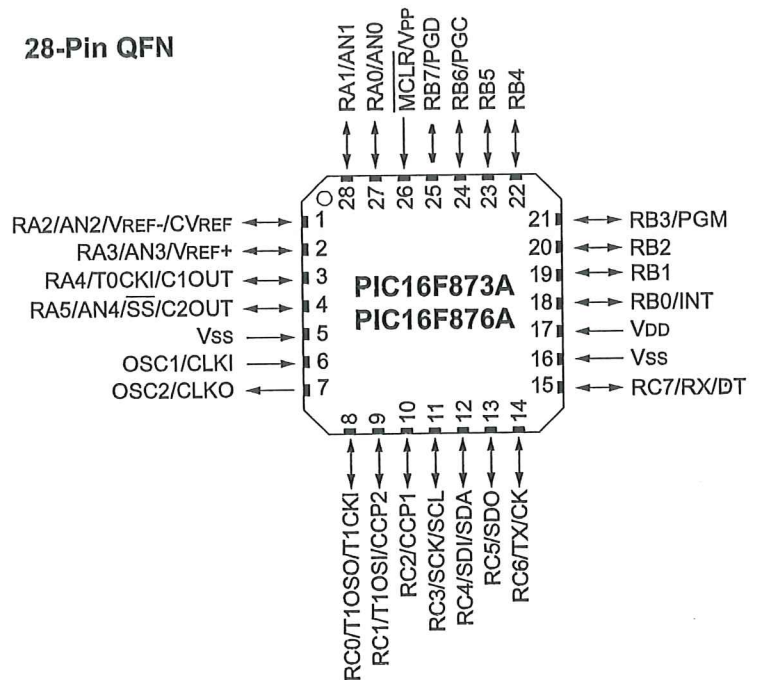 28-Pin QFN
RA1/AN1
RA0/AN0
MCLR/VPP
RB7/PGD
RB6/PGC
RB5
RB4
28
27
26
25
24
23
22
RA2/AN2/VREF-/CVREF
1
RA3/AN3/VREF+
2
RA4/T0CKI/C1OUT
3
RA5/AN4/SS/C2OUT
4
VSS
5
OSC1/CLKI
6
OSC2/CLKO
7
PIC16F873A
PIC16F876A
21
RB3/PGM
20
RB2
19
RB1
18
RB0/INT
17
VDD
16
VSS
15
RC7/RX/DT
8
9
10
11
12
13
14
RC0/T1OSO/T1CKI
RC1/T1OSI/CCP2
RC2/CCP1
RC3/SCK/SCL
RC4/SDI/SDA
RC5/SDO
RC6/TX/CK